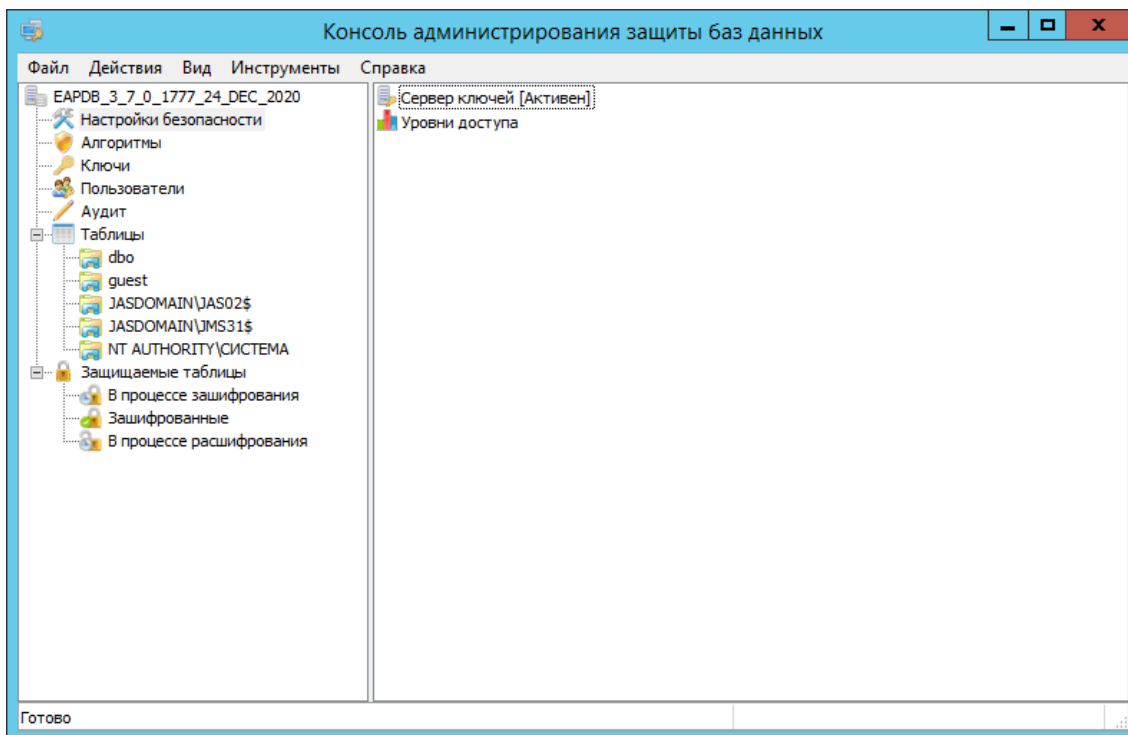 Консоль администрирования защиты баз данных
Файл Действия Вид Инструменты Справка
EAPDB_3_7_0_1777_24_DEC_2020
Настройки безопасности
Алгоритмы
Ключи
Пользователи
Аудит
Таблицы
dbo
guest
JASDOMAIN\JAS02$
JASDOMAIN\JMS31$
NT AUTHORITY\СИСТЕМА
Защищаемые таблицы
В процессе зашифрования
Зашифрованные
В процессе расшифрования
Сервер ключей [Активен]
Уровни доступа
Готово